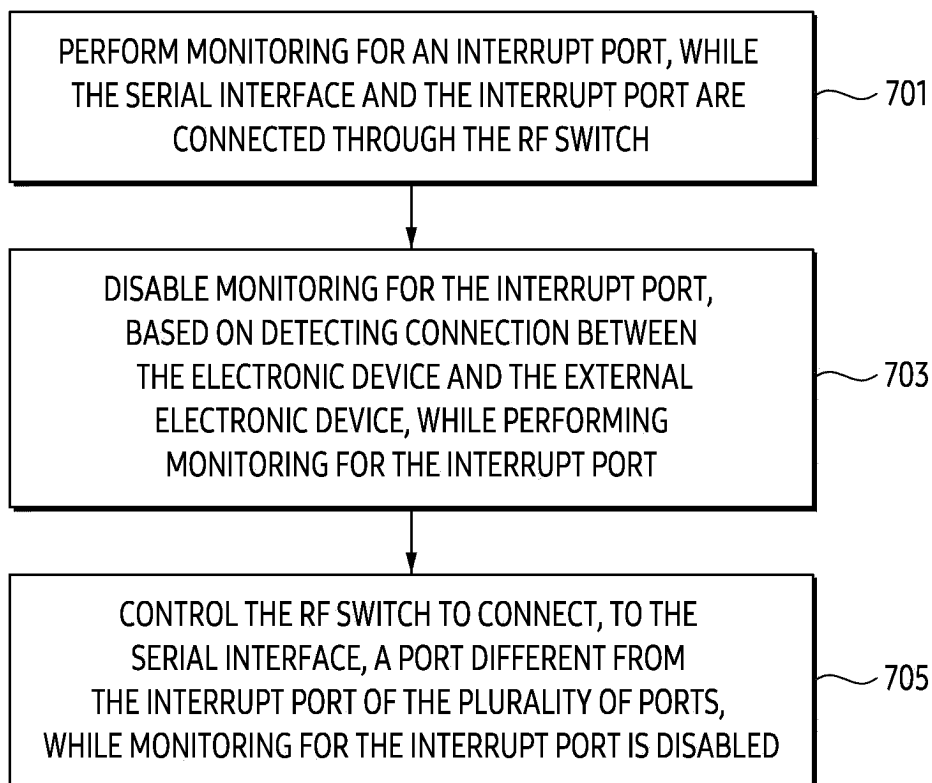 PERFORM MONITORING FOR AN INTERRUPT PORT, WHILE
THE SERIAL INTERFACE AND THE INTERRUPT PORT ARE
CONNECTED THROUGH THE RF SWITCH
701
DISABLE MONITORING FOR THE INTERRUPT PORT,
BASED ON DETECTING CONNECTION BETWEEN
THE ELECTRONIC DEVICE AND THE EXTERNAL
ELECTRONIC DEVICE, WHILE PERFORMING
MONITORING FOR THE INTERRUPT PORT
703
CONTROL THE RF SWITCH TO CONNECT, TO THE
SERIAL INTERFACE, A PORT DIFFERENT FROM
THE INTERRUPT PORT OF THE PLURALITY OF PORTS,
WHILE MONITORING FOR THE INTERRUPT PORT IS DISABLED
705